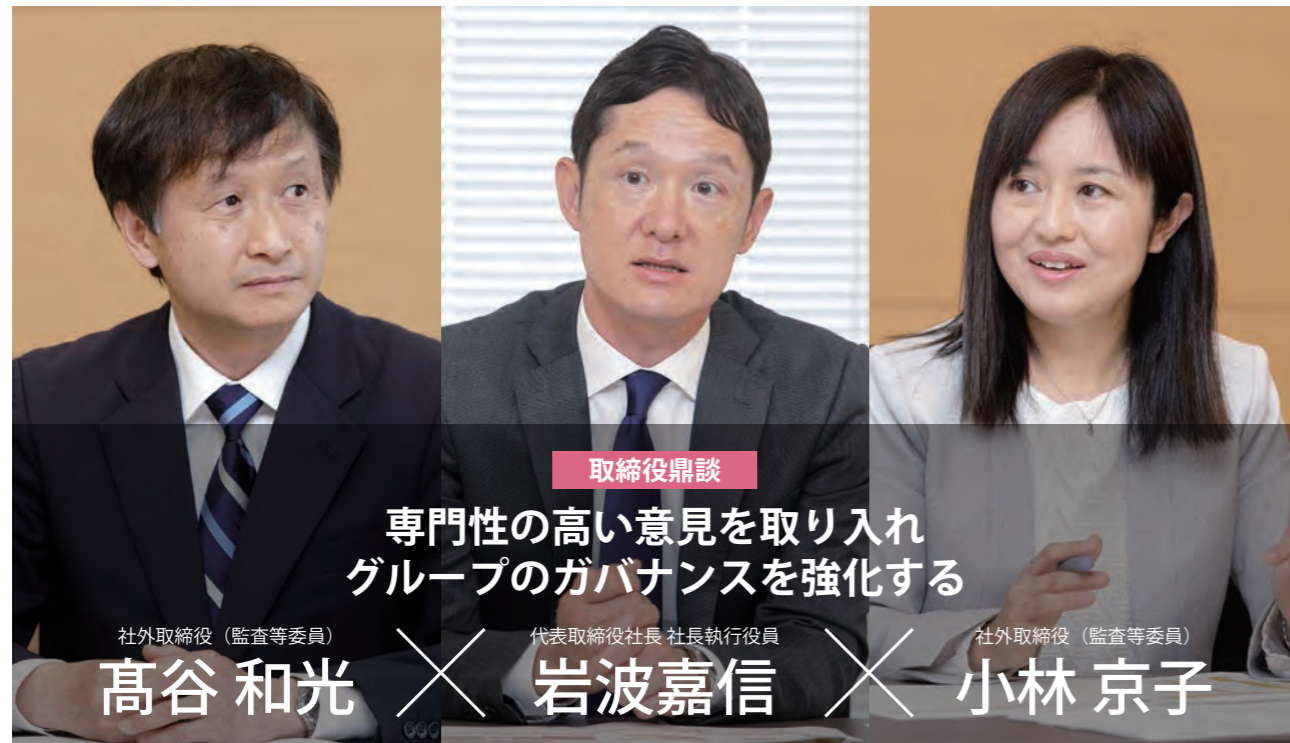 取締役鼎談
専門性の高い意見を取り入れ
グループのガバナンスを強化する
社外取締役（監査等委員）
髙谷 和光
代表取締役社長 社長執行役員
岩波嘉信
社外取締役（監査等委員）
小林 京子